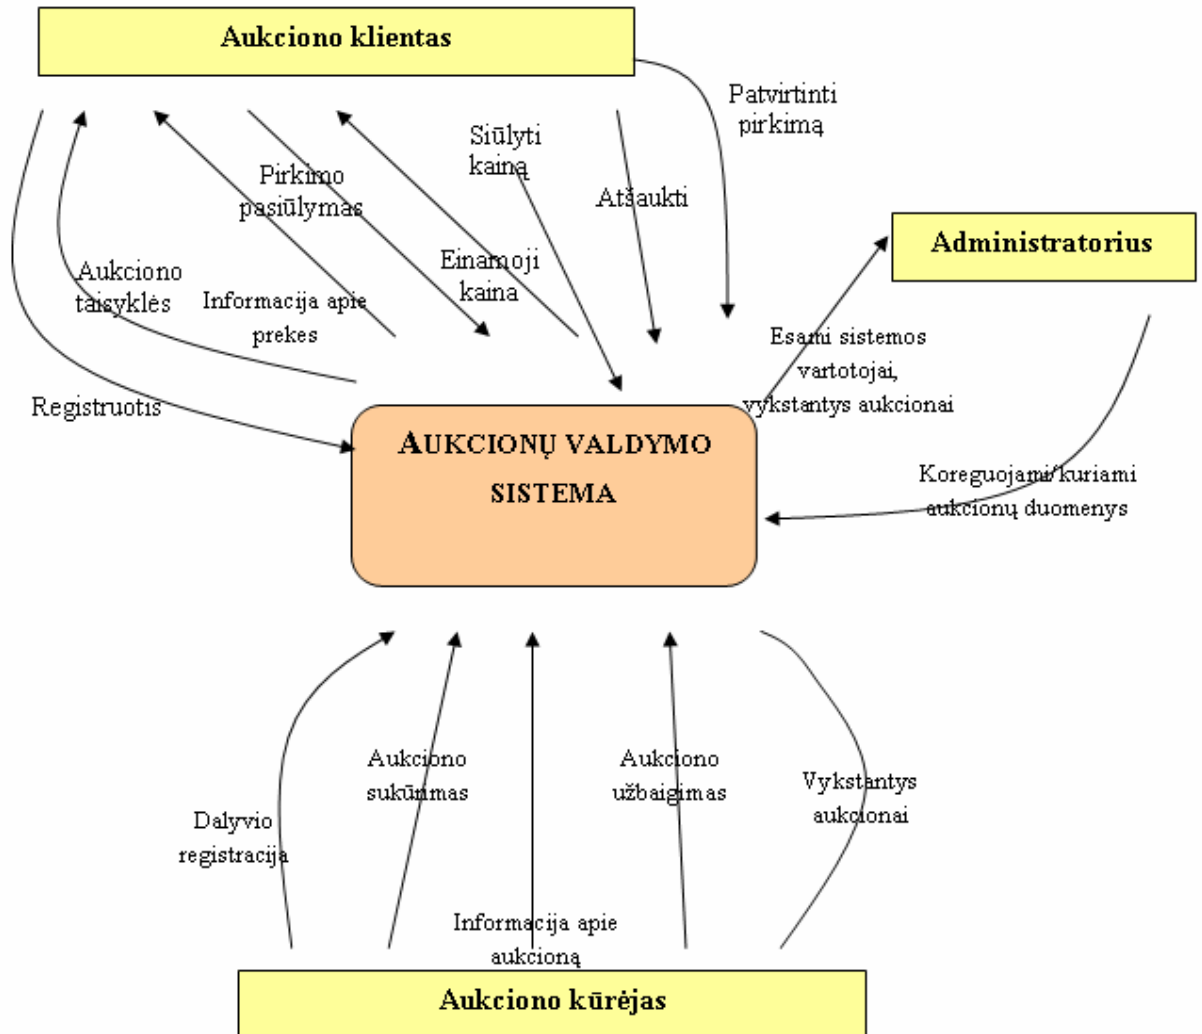 Aukciono klientas
Patvirtinti
pirkimą
Siūlyti
kainą
Pirkimo
pasiūlymas
Atšaukti
Administratorius
Einamoji
kaina
Aukciono
taisyklės
Informacija apie
prekes
Esami sistemos
vartotojai,
vykstantys aukcionai
Registruotis
AUKCIONŲ VALDYMO
SISTEMA
Koreguojami/kuriami
aukcionų duomenys
Aukciono
sukūrimas
Aukciono
užbaigimas
Vykstantys
aukcionai
Dalyvio
registracija
Informacija apie
aukcioną
Aukciono kūrėjas